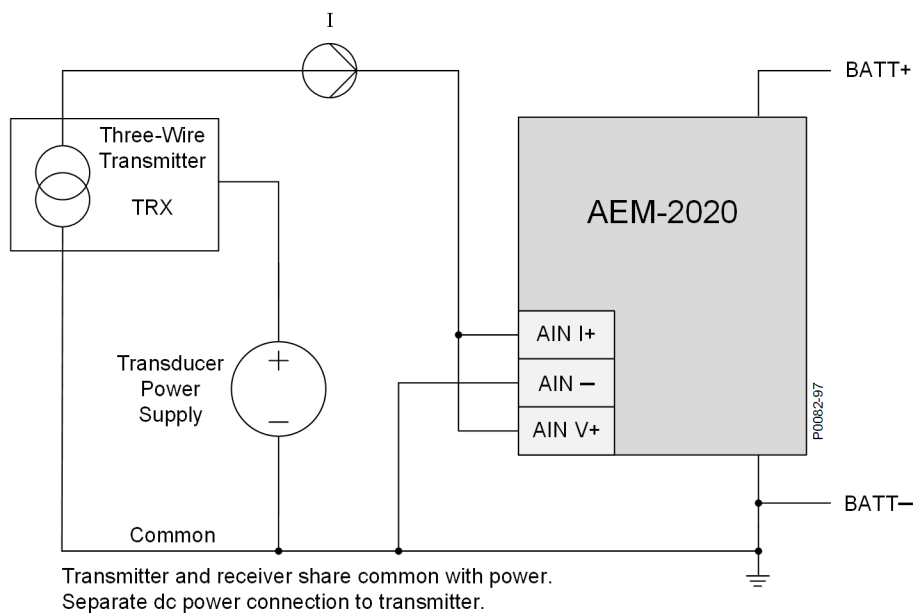 I
BATT+
Three-Wire
Transmitter
TRX
AEM-2020
AIN I+
Transducer
Power
Supply
+
–
AIN –
AIN V+
P0082-97
BATT–
Common
Transmitter and receiver share common with power.
Separate dc power connection to transmitter.